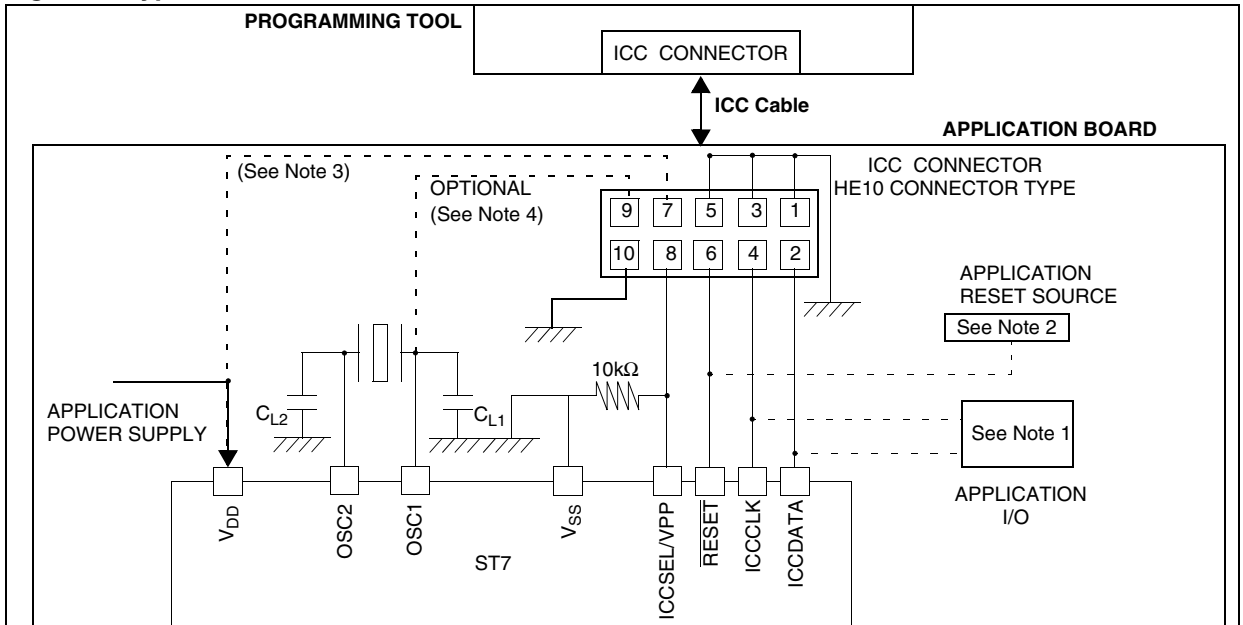 PROGRAMMING TOOL
ICC CONNECTOR
ICC Cable
APPLICATION BOARD
(See Note 3)
OPTIONAL
(See Note 4)
ICC CONNECTOR
HE10 CONNECTOR TYPE
9 7 5 3 1
10 8 6 4 2
APPLICATION
RESET SOURCE
See Note 2
10kΩ
APPLICATION
POWER SUPPLY
CL2
CL1
See Note 1
APPLICATION
I/O
VDD
OSC2
OSC1
VSS
ICCSEL/VPP
RESET
ICCCLK
ICCDATA
ST7